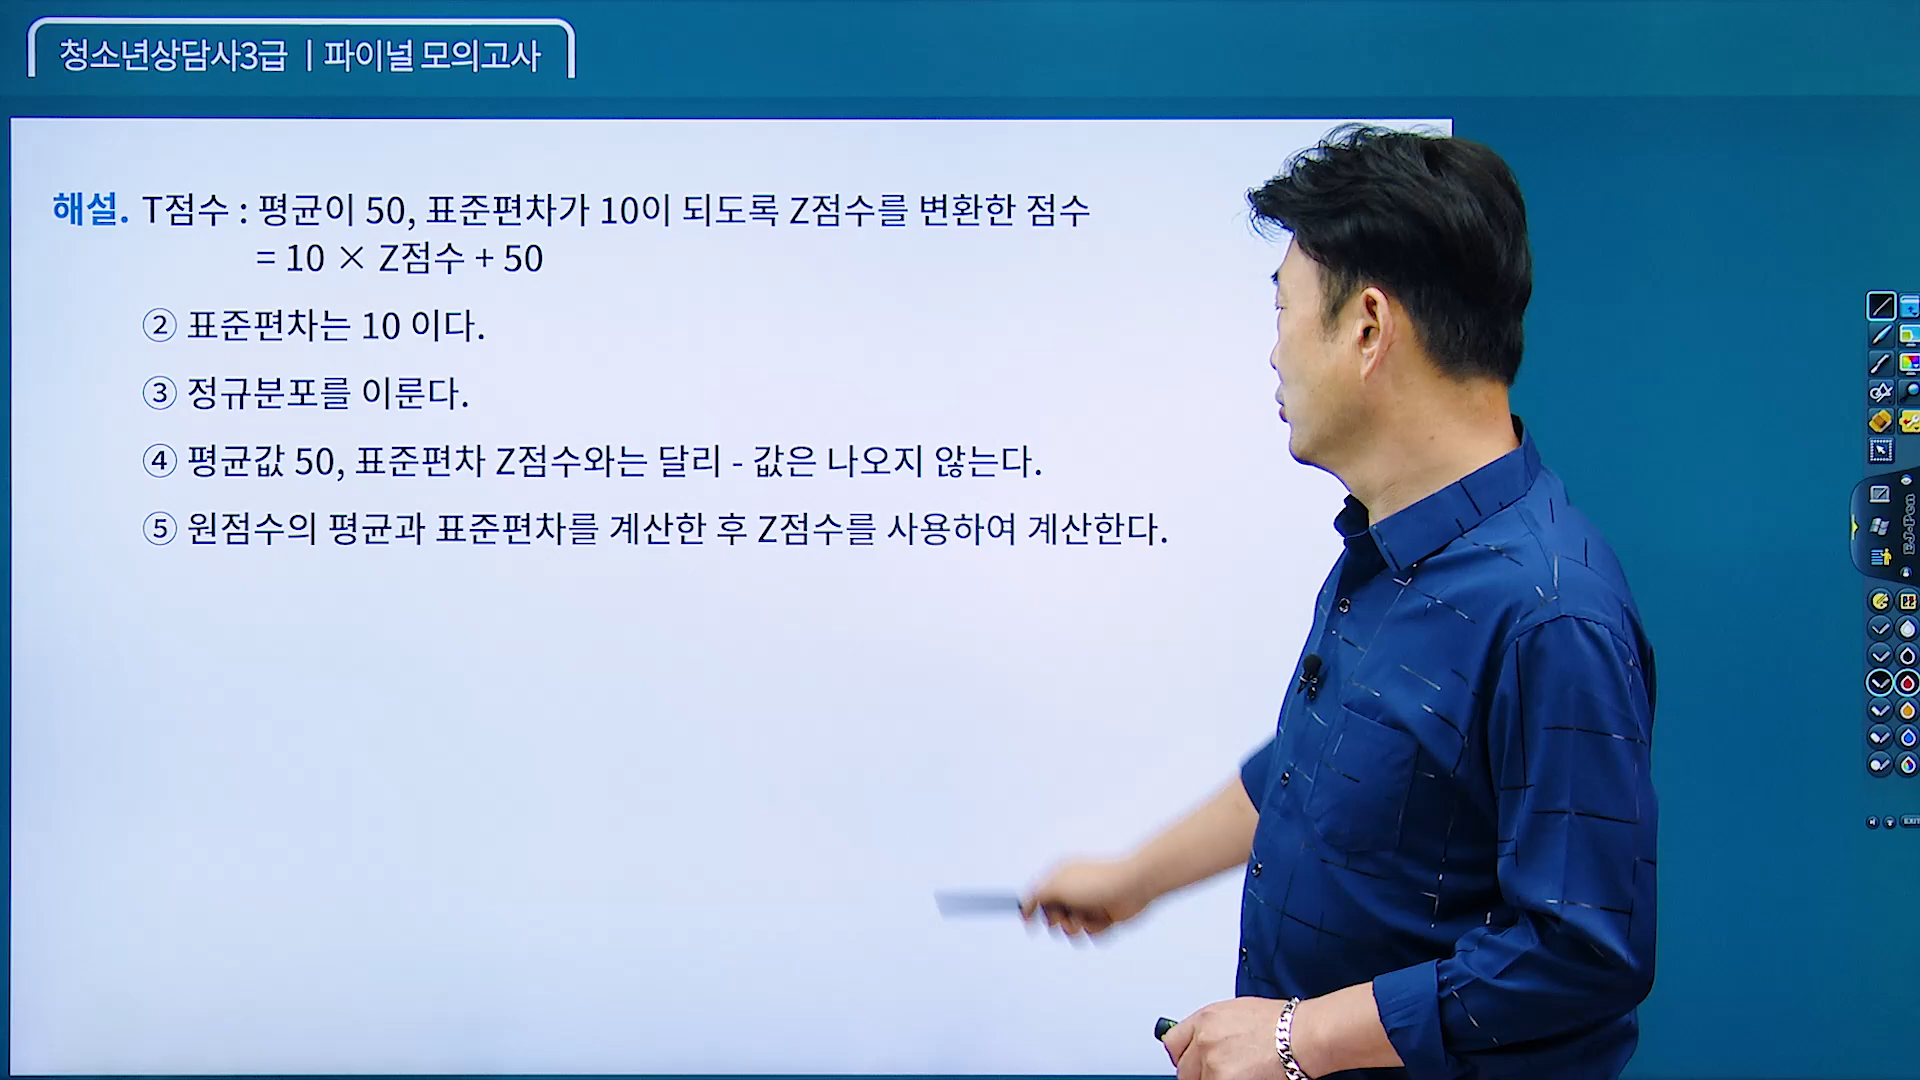 청소년상담사3급 | 파이널 모의고사
해설. T점수 : 평균이 50, 표준편차가 10이 되도록 Z점수를 변환한 점수
= 10 × Z점수 + 50
② 표준편차는 10 이다.
③ 정규분포를 이룬다.
④ 평균값 50, 표준편차 Z점수와는 달리 - 값은 나오지 않는다.
⑤ 원점수의 평균과 표준편차를 계산한 후 Z점수를 사용하여 계산한다.
EXIT